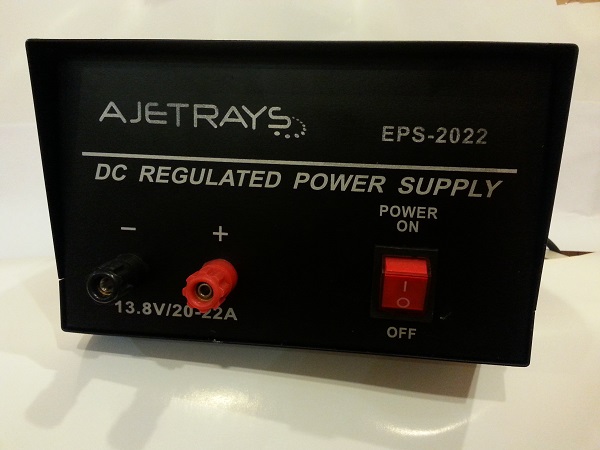 AJETRAYS
EPS-2022
DC REGULATED POWER SUPPLY
POWER
ON
- +
13.8V/20-22A
I
O
OFF